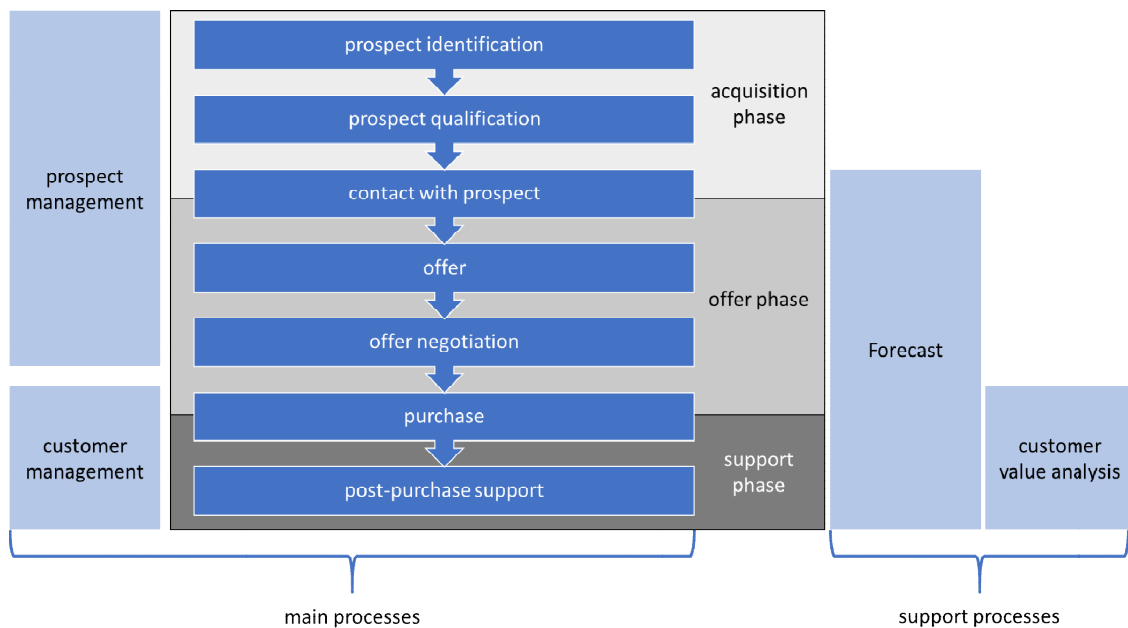 prospect identification
acquisition
phase
prospect qualification
prospect
management
contact with prospect
offer
offer phase
offer negotiation
Forecast
purchase
customer
management
support
phase
customer
value analysis
post-purchase support
main processes
support processes